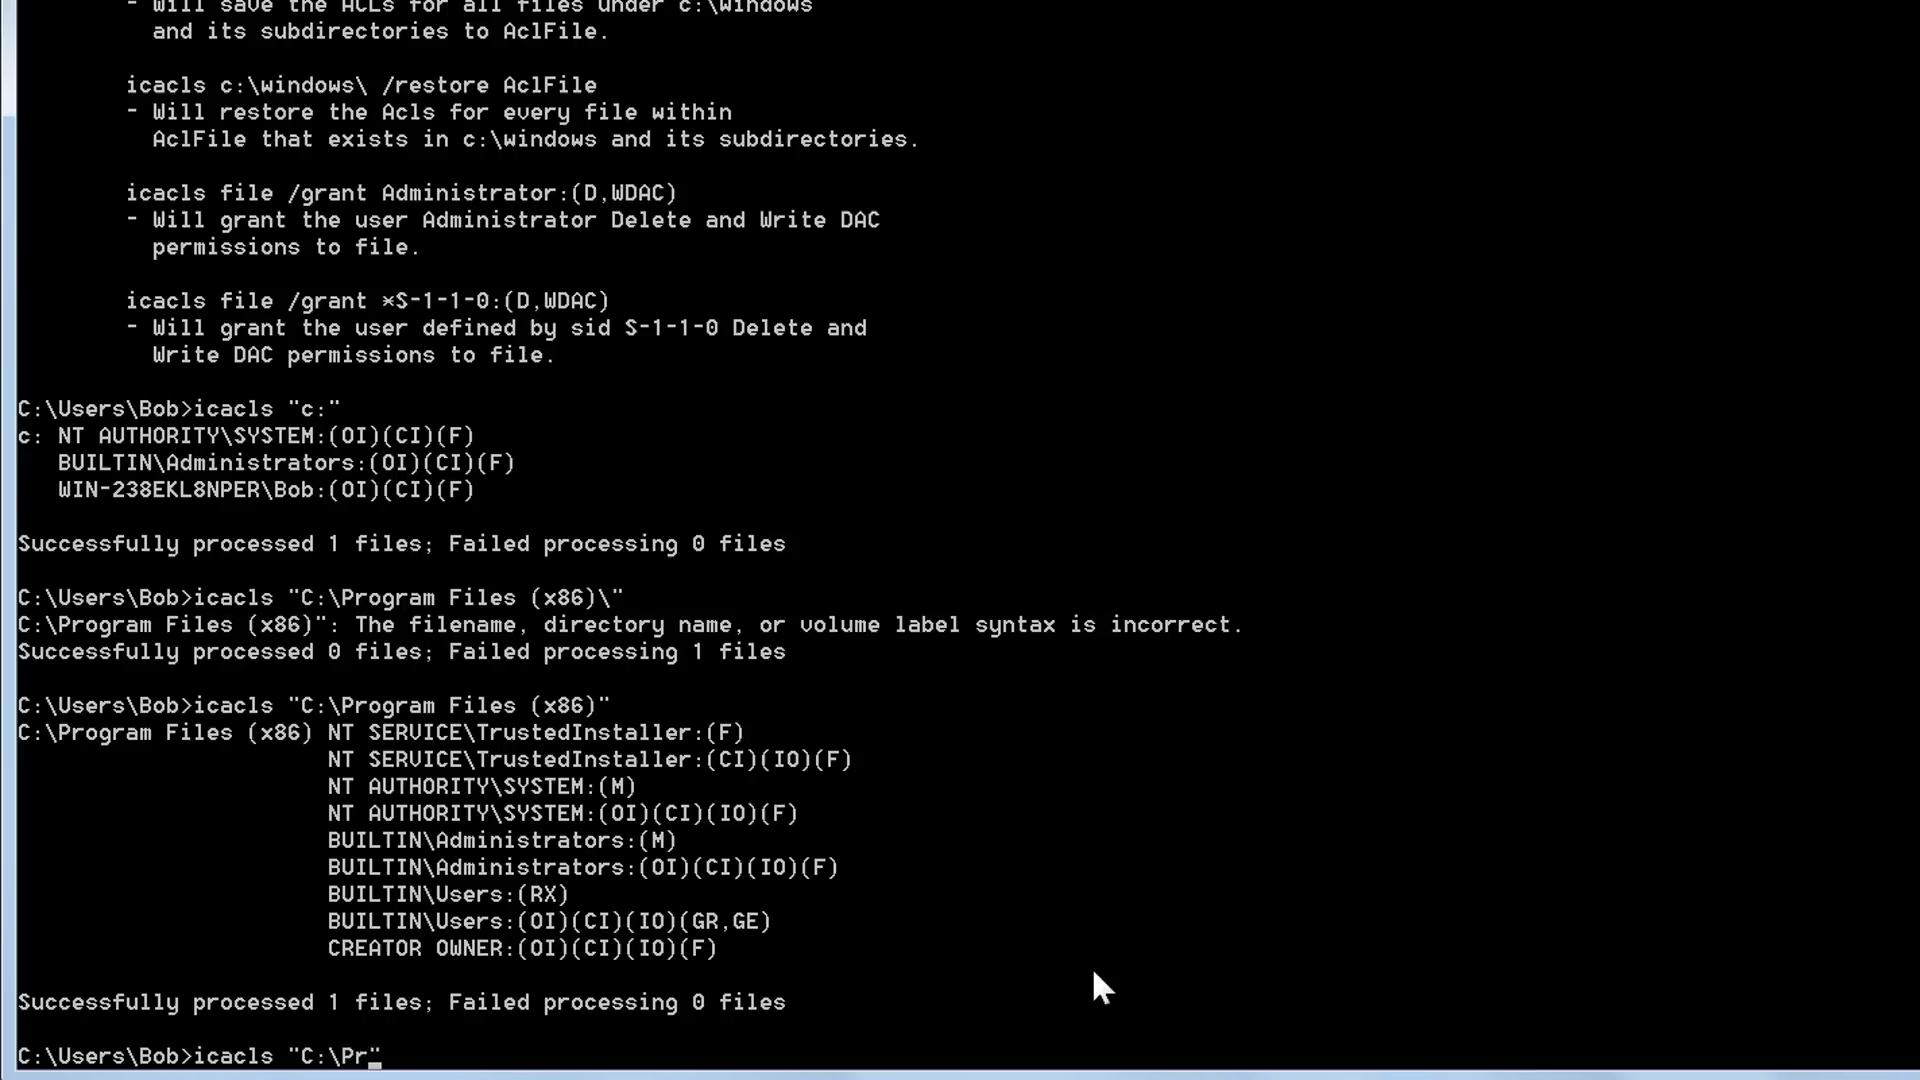 - Will save the ACLs for all files under c:\windows
and its subdirectories to AclFile.
icacls c:\windows\ /restore AclFile
- Will restore the Acls for every file within
AclFile that exists in c:\windows and its subdirectories.
icacls file /grant Administrator:(D,WDAC)
- Will grant the user Administrator Delete and Write DAC
permissions to file.
icacls file /grant *S-1-1-0:(D,WDAC)
- Will grant the user defined by sid S-1-1-0 Delete and
Write DAC permissions to file.
C:\Users\Bob>icacls "c:"
c: NT AUTHORITY\SYSTEM:(OI)(CI)(F)
BUILTIN\Administrators:(OI)(CI)(F)
WIN-238EKL8NPER\Bob:(OI)(CI)(F)
Successfully processed 1 files; Failed processing 0 files
C:\Users\Bob>icacls "C:\Program Files (x86)\"
C:\Program Files (x86)": The filename, directory name, or volume label syntax is incorrect.
Successfully processed 0 files; Failed processing 1 files
C:\Users\Bob>icacls "C:\Program Files (x86)"
C:\Program Files (x86) NT SERVICE\TrustedInstaller:(F)
NT SERVICE\TrustedInstaller:(CI)(IO)(F)
NT AUTHORITY\SYSTEM:(M)
NT AUTHORITY\SYSTEM:(OI)(CI)(IO)(F)
BUILTIN\Administrators:(M)
BUILTIN\Administrators:(OI)(CI)(IO)(F)
BUILTIN\Users:(RX)
BUILTIN\Users:(OI)(CI)(IO)(GR,GE)
CREATOR OWNER:(OI)(CI)(IO)(F)
Successfully processed 1 files; Failed processing 0 files
C:\Users\Bob>icacls "C:\Pr"